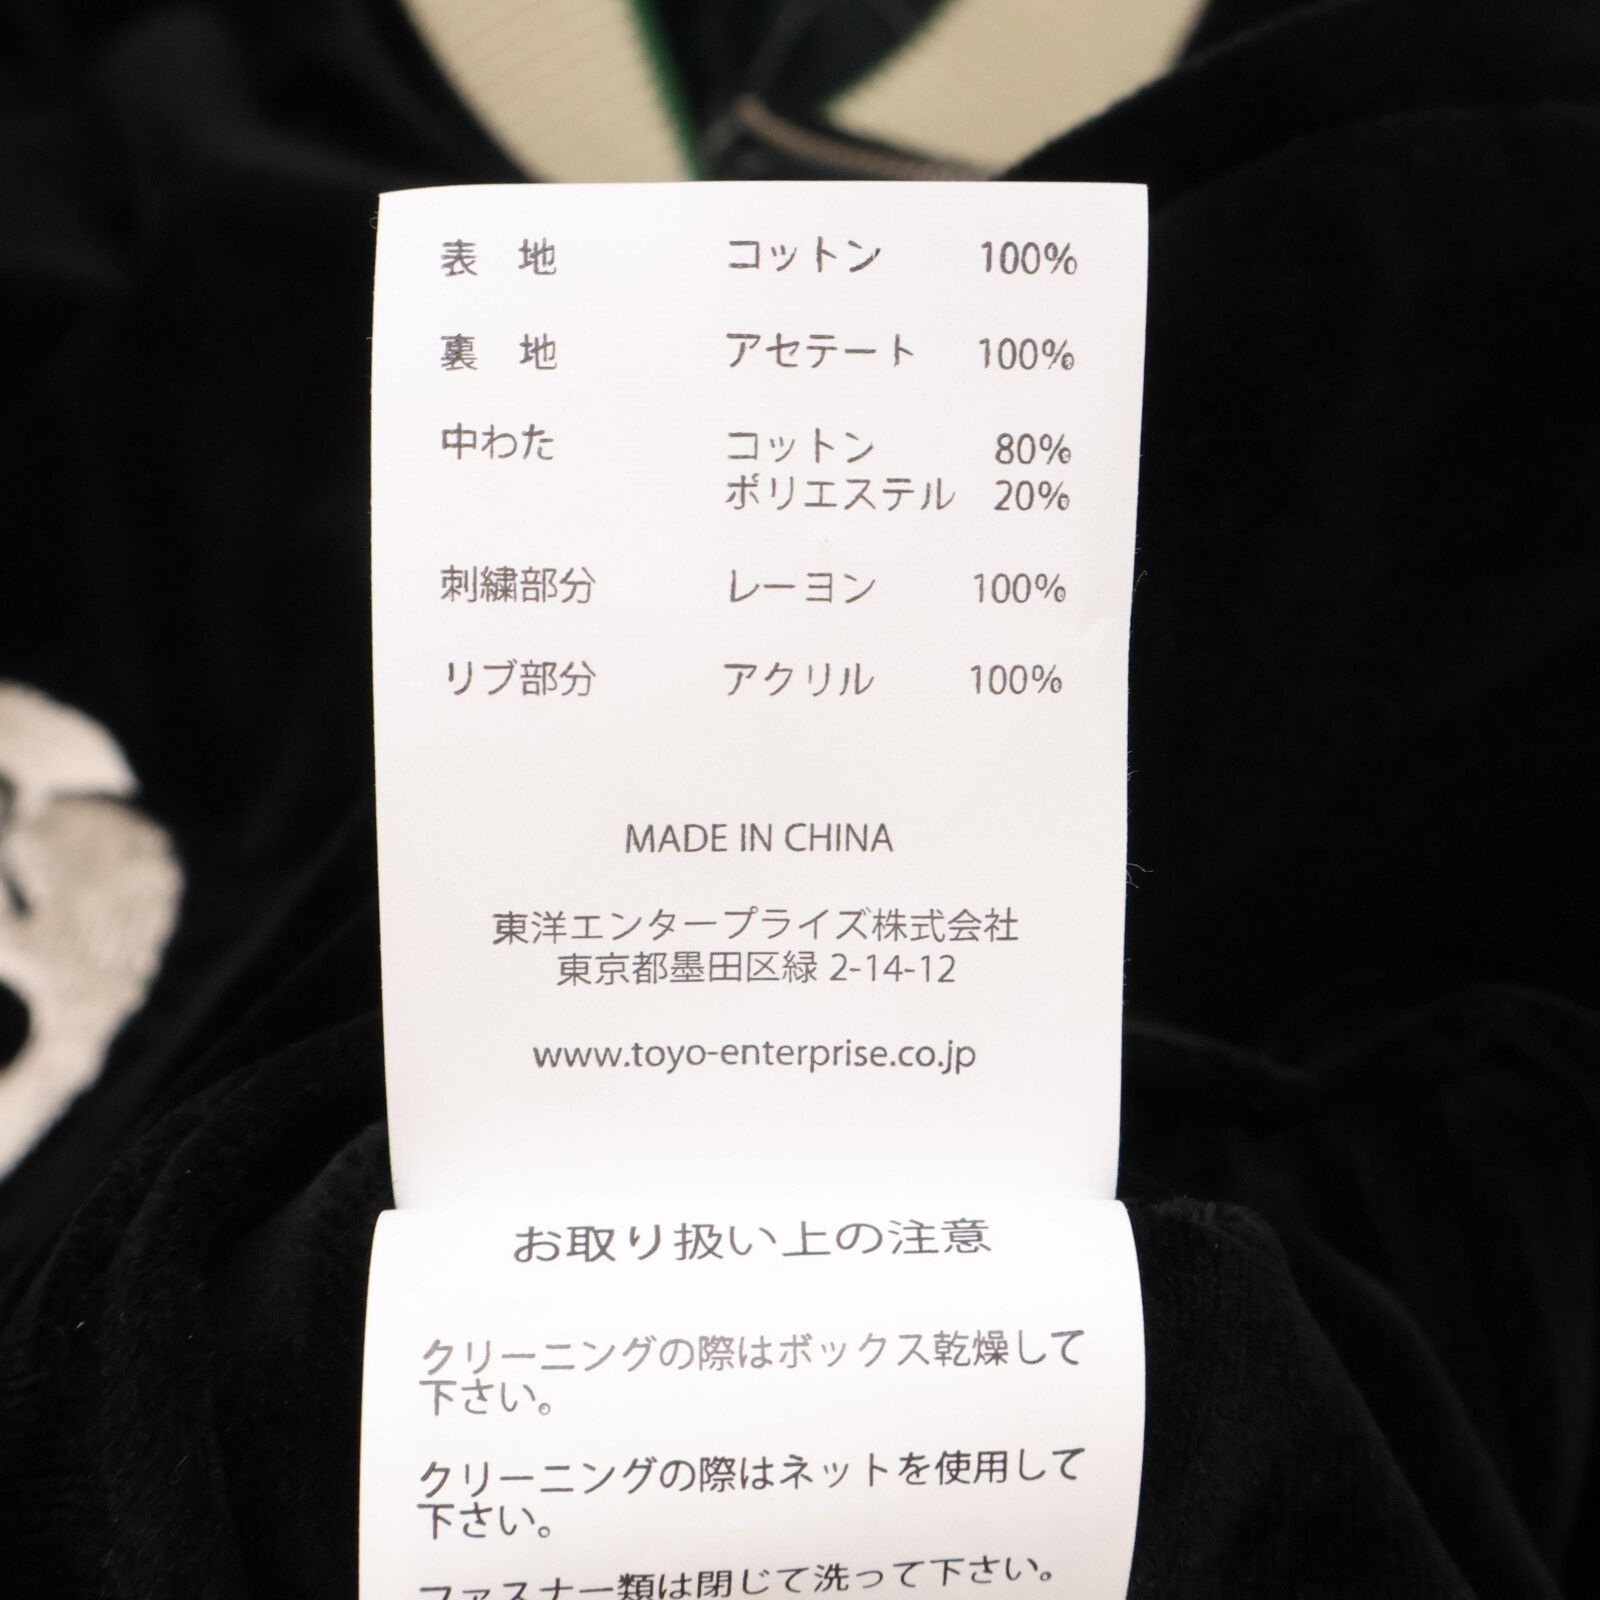 表　地　コットン　100%
裏　地　アセテート　100%
中わた　コットン　80%
ポリエステル　20%
刺繍部分　レーヨン　100%
リブ部分　アクリル　100%
MADE IN CHINA
東洋エンタープライズ株式会社
東京都墨田区緑 2-14-12
www.toyo-enterprise.co.jp
お取り扱い上の注意
クリーニングの際はボックス乾燥して
下さい。
クリーニングの際はネットを使用して
下さい。
ファスナー類は閉じて洗って下さい。